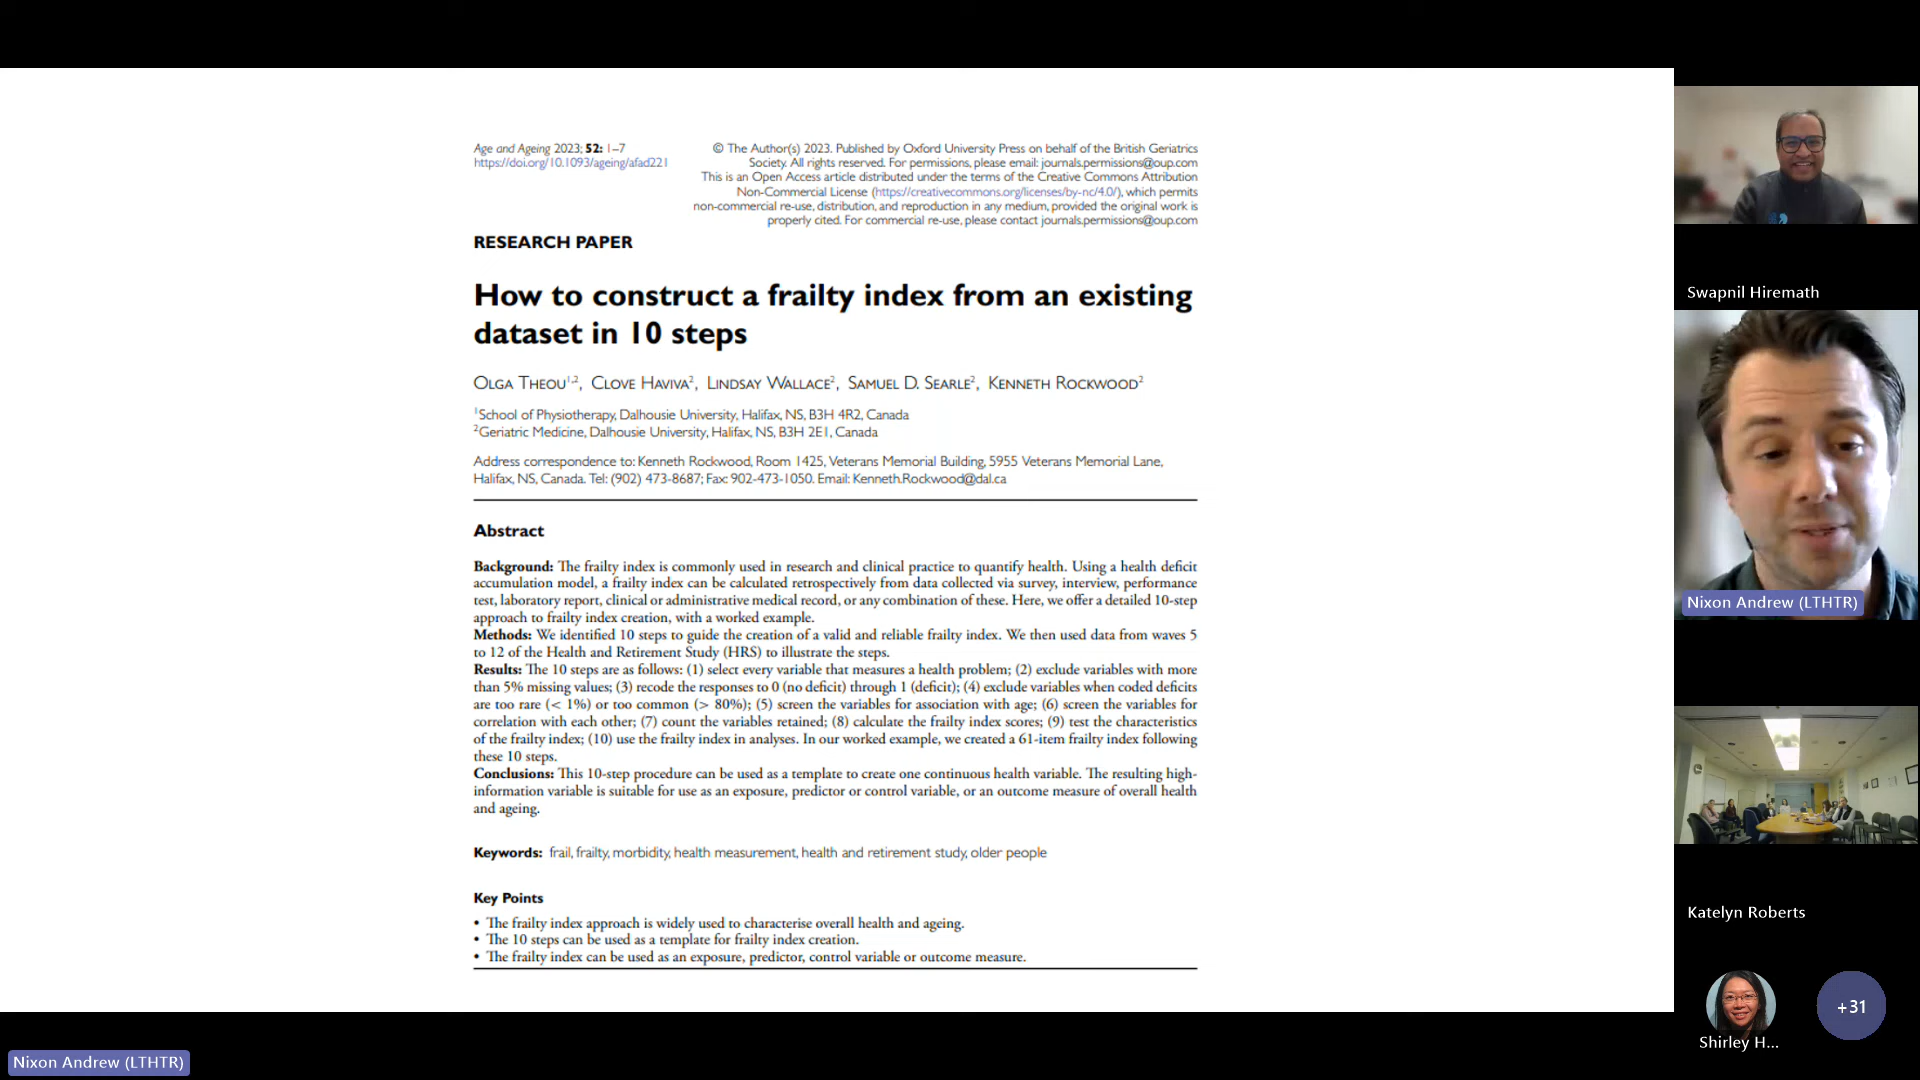 Age and Ageing 2023; 52: 1–7
https://doi.org/10.1093/ageing/afad221
© The Author(s) 2023. Published by Oxford University Press on behalf of the British Geriatrics
Society. All rights reserved. For permissions, please email: journals.permissions@oup.com
This is an Open Access article distributed under the terms of the Creative Commons Attribution
Non-Commercial License (https://creativecommons.org/licenses/by-nc/4.0/), which permits
non-commercial re-use, distribution, and reproduction in any medium, provided the original work is
properly cited. For commercial re-use, please contact journals.permissions@oup.com
RESEARCH PAPER
How to construct a frailty index from an existing
dataset in 10 steps
Olga Theou1,2, Clove Haviva2, Lindsay Wallace2, Samuel D. Searle2, Kenneth Rockwood2
1School of Physiotherapy, Dalhousie University, Halifax, NS, B3H 4R2, Canada
2Geriatric Medicine, Dalhousie University, Halifax, NS, B3H 2E1, Canada
Address correspondence to: Kenneth Rockwood, Room 1425, Veterans Memorial Building, 5955 Veterans Memorial Lane,
Halifax, NS, Canada. Tel: (902) 473-8687; Fax: 902-473-1050. Email: Kenneth.Rockwood@dal.ca
Abstract
Background: The frailty index is commonly used in research and clinical practice to quantify health. Using a health deficit
accumulation model, a frailty index can be calculated retrospectively from data collected via survey, interview, performance
test, laboratory report, clinical or administrative medical record, or any combination of these. Here, we offer a detailed 10-step
approach to frailty index creation, with a worked example.
Methods: We identified 10 steps to guide the creation of a valid and reliable frailty index. We then used data from waves 5
to 12 of the Health and Retirement Study (HRS) to illustrate the steps.
Results: The 10 steps are as follows: (1) select every variable that measures a health problem; (2) exclude variables with more
than 5% missing values; (3) recode the responses to 0 (no deficit) through 1 (deficit); (4) exclude variables when coded deficits
are too rare (< 1%) or too common (> 80%); (5) screen the variables for association with age; (6) screen the variables for
correlation with each other; (7) count the variables retained; (8) calculate the frailty index scores; (9) test the characteristics
of the frailty index; (10) use the frailty index in analyses. In our worked example, we created a 61-item frailty index following
these 10 steps.
Conclusions: This 10-step procedure can be used as a template to create one continuous health variable. The resulting high-
information variable is suitable for use as an exposure, predictor or control variable, or an outcome measure of overall health
and ageing.
Keywords: frail, frailty, morbidity, health measurement, health and retirement study, older people
Key Points
• The frailty index approach is widely used to characterise overall health and ageing.
• The 10 steps can be used as a template for frailty index creation.
• The frailty index can be used as an exposure, predictor, control variable or outcome measure.
Swapnil Hiremath
Nixon Andrew (LTHTR)
Katelyn Roberts
+31
Shirley H...
Nixon Andrew (LTHTR)